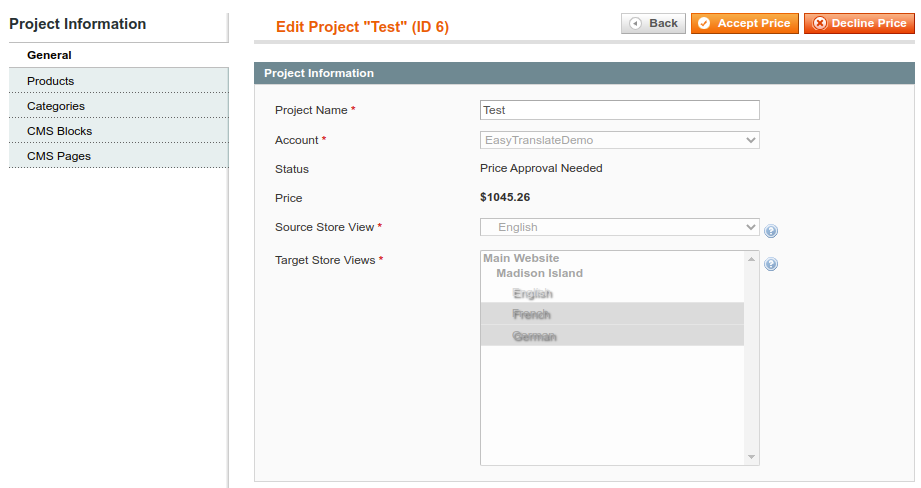 Project Information
General
Products
Categories
CMS Blocks
CMS Pages
Edit Project "Test" (ID 6)
Back
Accept Price
Decline Price
Project Information
Project Name *
Test
Account *
EasyTranslateDemo
Status
Price Approval Needed
Price
$1045.26
Source Store View *
English
Target Store Views *
Main Website
Madison Island
English
French
German